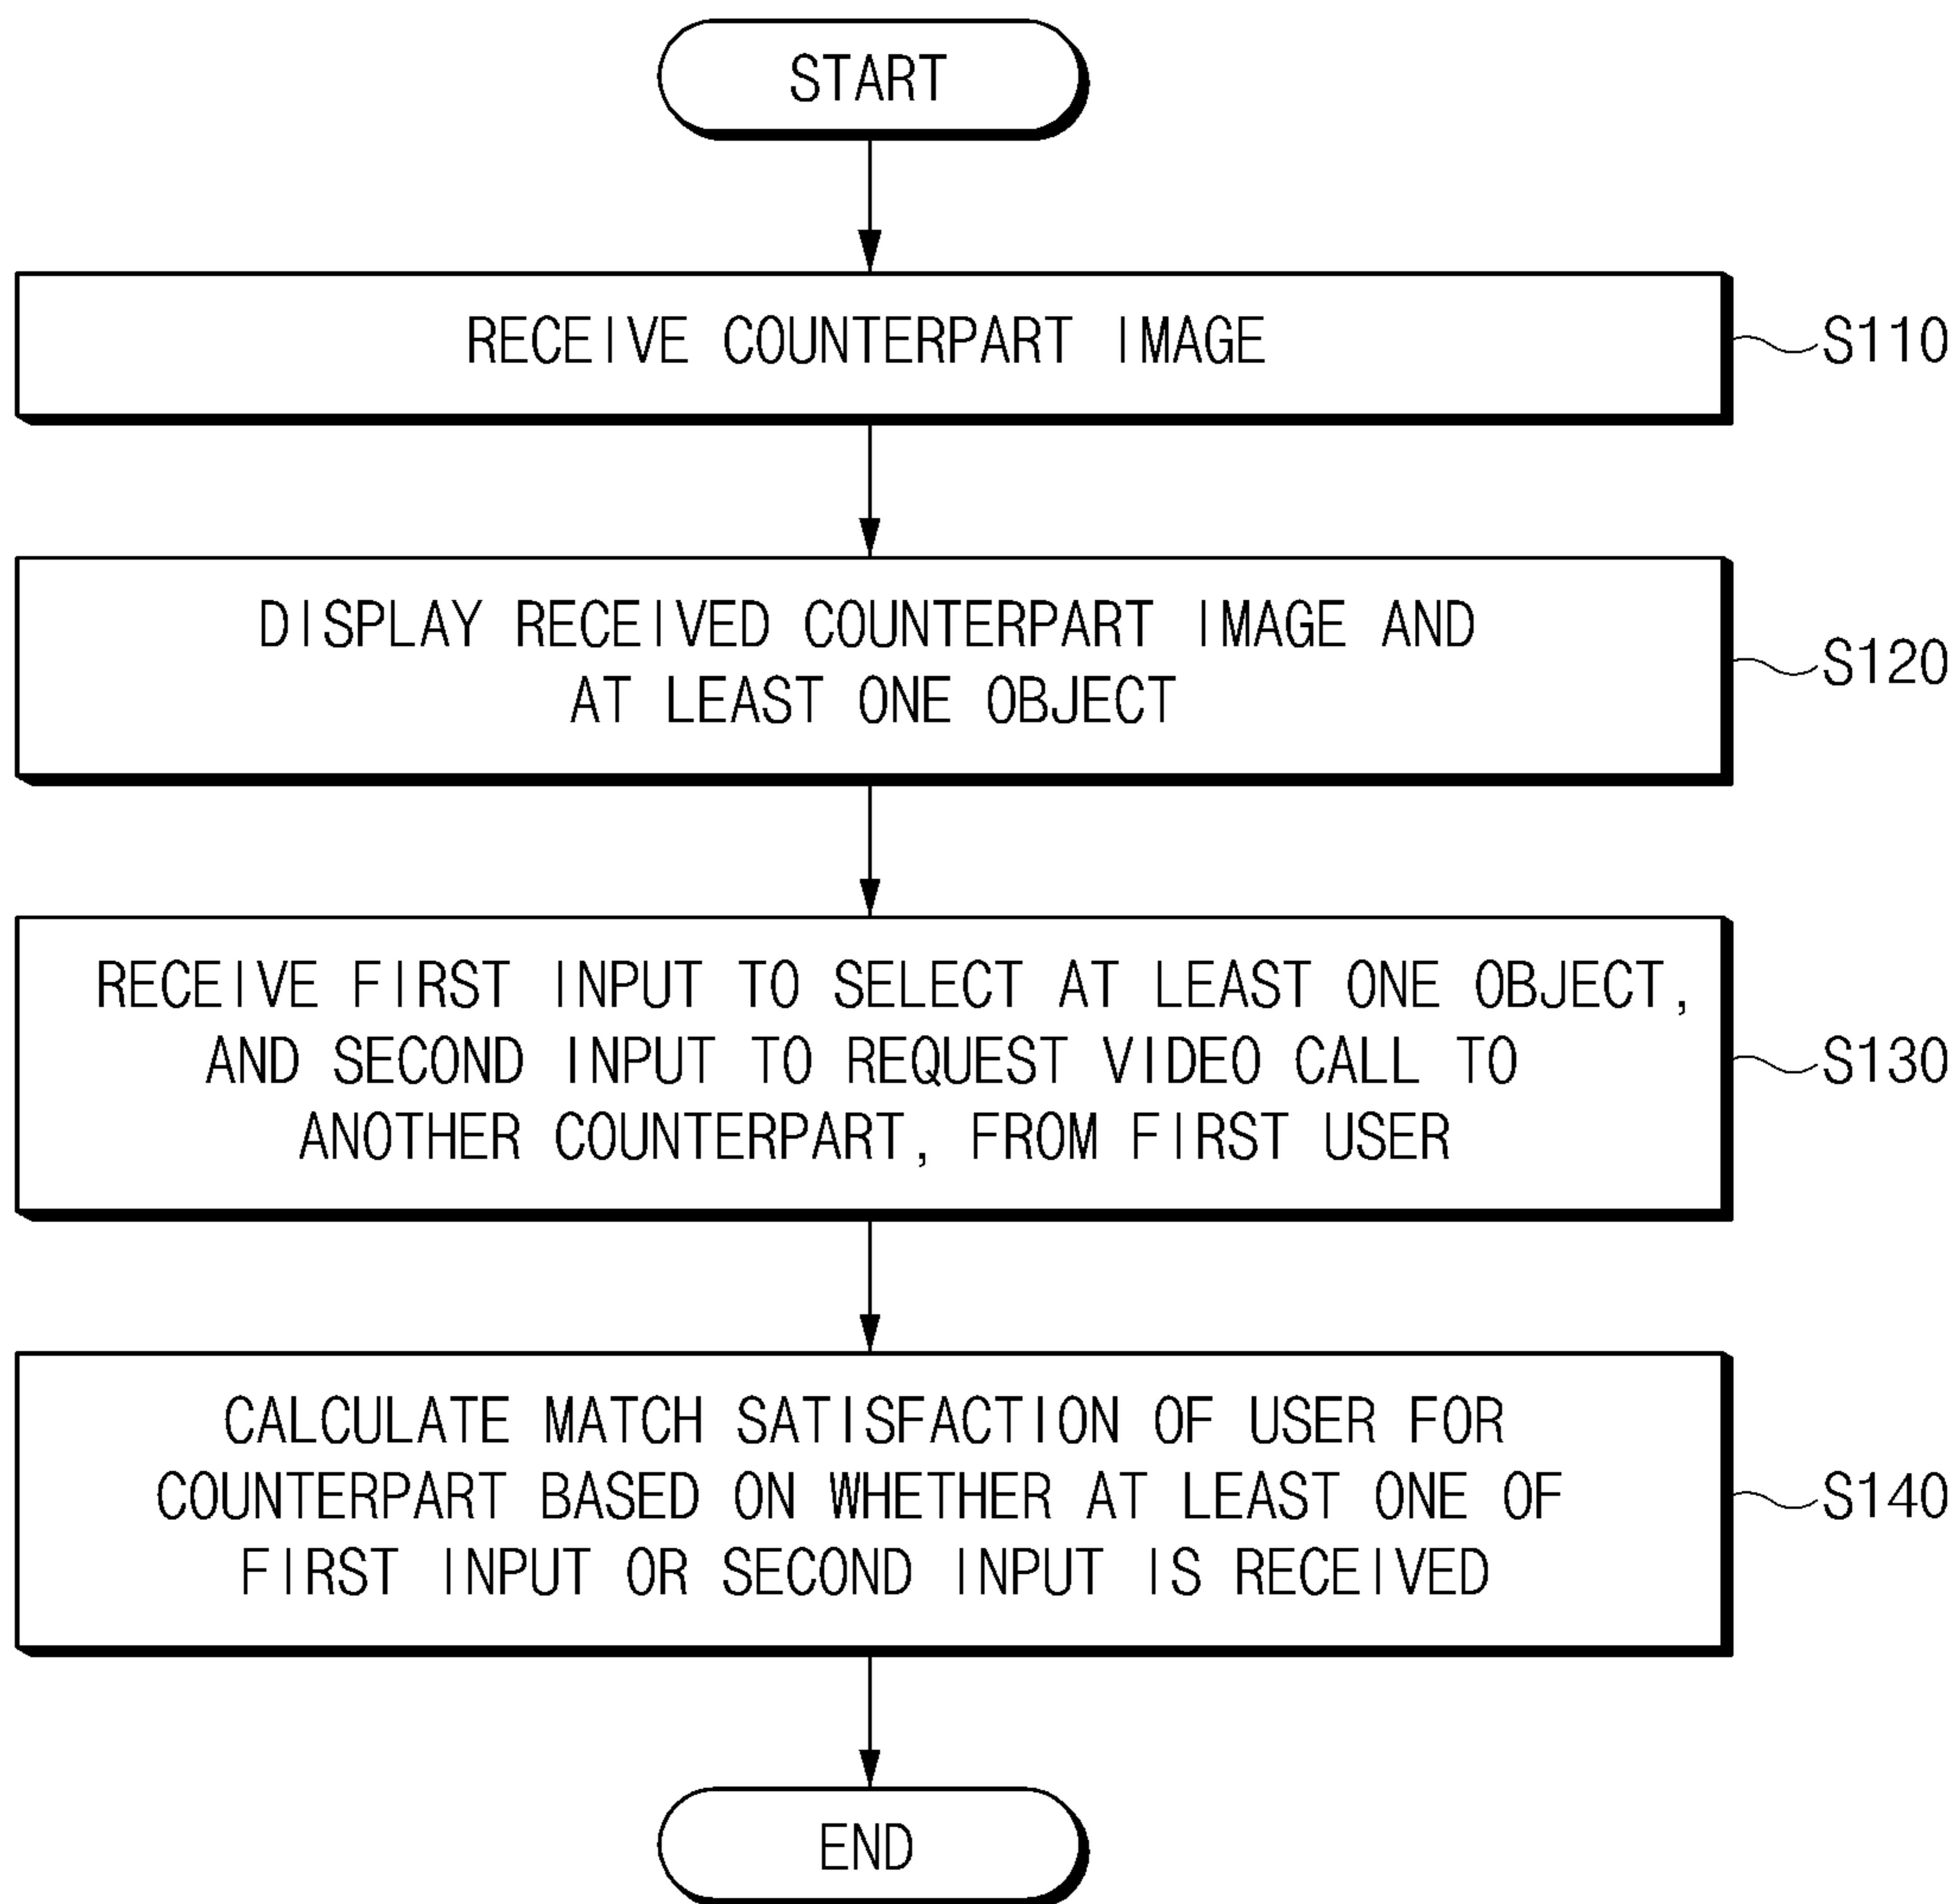 START
RECEIVE COUNTERPART IMAGE
S110
DISPLAY RECEIVED COUNTERPART IMAGE AND
AT LEAST ONE OBJECT
S120
RECEIVE FIRST INPUT TO SELECT AT LEAST ONE OBJECT,
AND SECOND INPUT TO REQUEST VIDEO CALL TO
ANOTHER COUNTERPART, FROM FIRST USER
S130
CALCULATE MATCH SATISFACTION OF USER FOR
COUNTERPART BASED ON WHETHER AT LEAST ONE OF
FIRST INPUT OR SECOND INPUT IS RECEIVED
S140
END